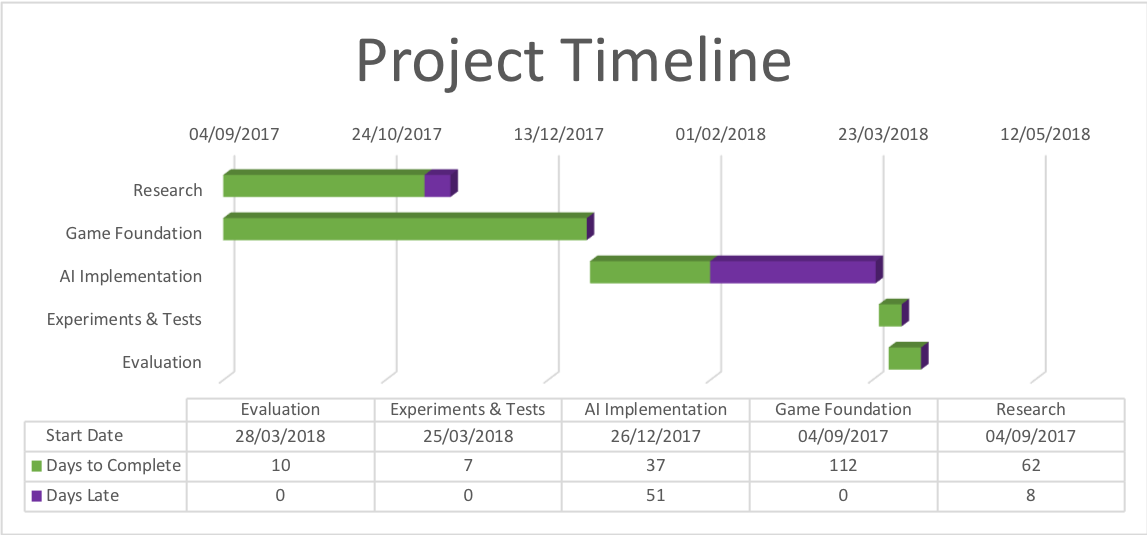 Project Timeline
04/09/2017 24/10/2017 13/12/2017 01/02/2018 23/03/2018 12/05/2018
Research
Game Foundation
AI Implementation
Experiments & Tests
Evaluation
Evaluation Experiments & Tests AI Implementation Game Foundation Research
Start Date 28/03/2018 25/03/2018 26/12/2017 04/09/2017 04/09/2017
Days to Complete 10 7 37 112 62
Days Late 0 0 51 0 8